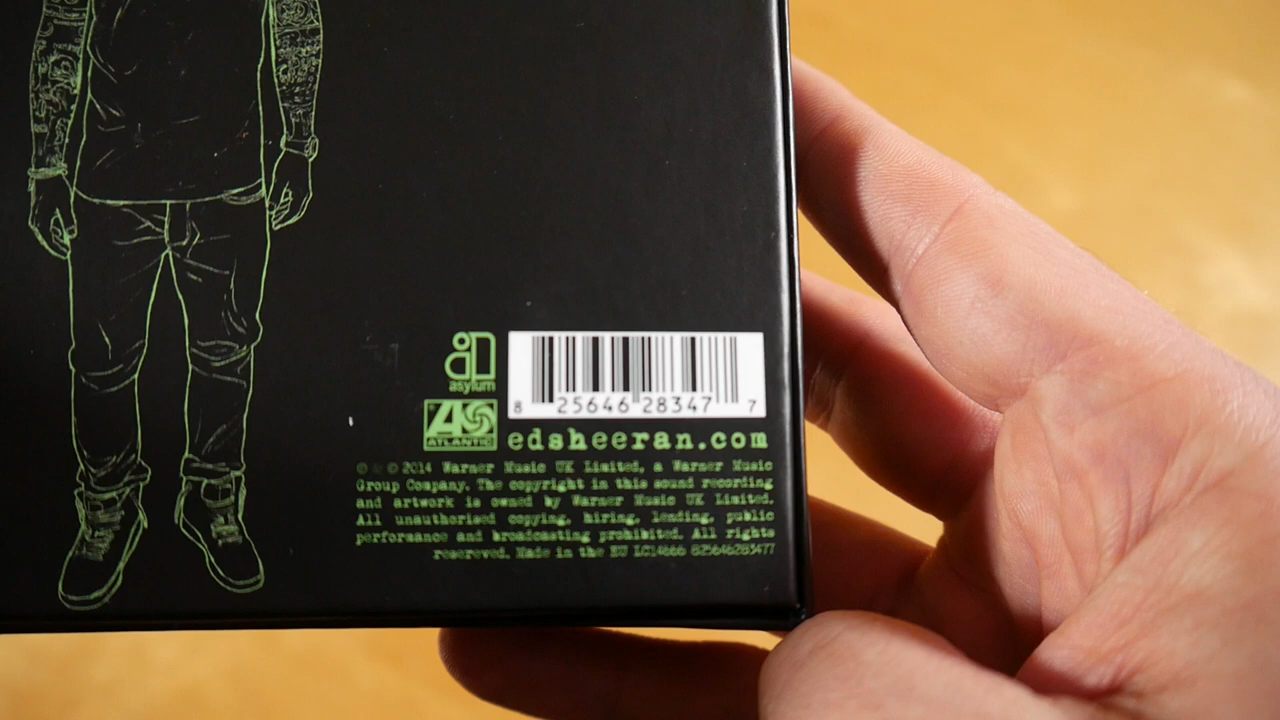 asylum
ATLANTIC
8 25646 28347 7
edsheeran.com
℗ & © 2014 Warner Music UK Limited, a Warner Music
Group Company. The copyright in this sound recording
and artwork is owned by Warner Music UK Limited.
All unauthorised copying, hiring, lending, public
performance and broadcasting prohibited. All rights
resereved. Made in the EU LC14666 825646283477